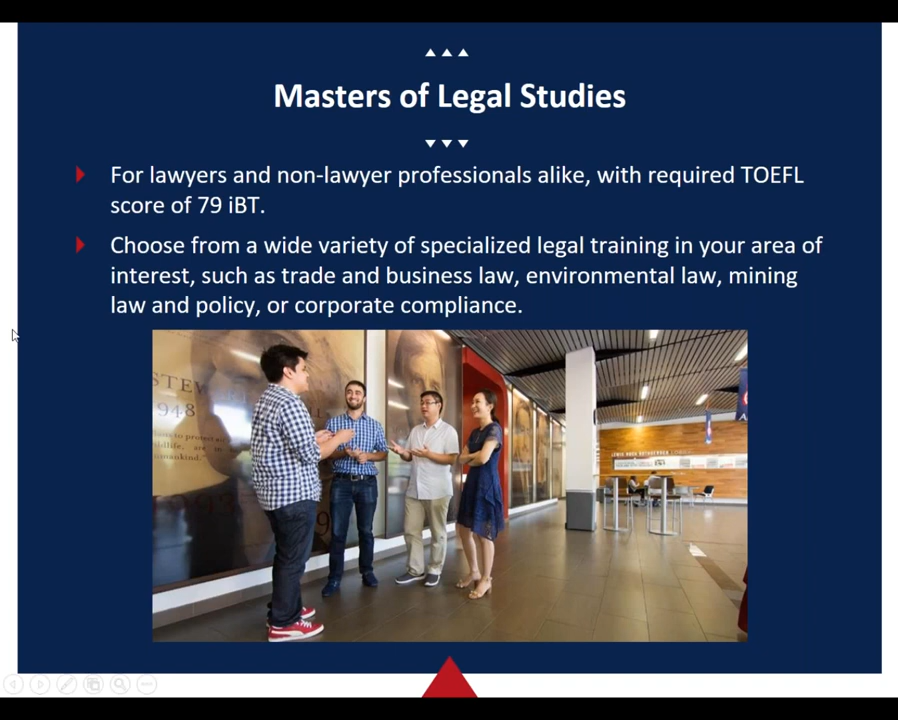 Masters of Legal Studies
For lawyers and non-lawyer professionals alike, with required TOEFL
score of 79 iBT.
Choose from a wide variety of specialized legal training in your area of
interest, such as trade and business law, environmental law, mining
law and policy, or corporate compliance.
STEW
1948